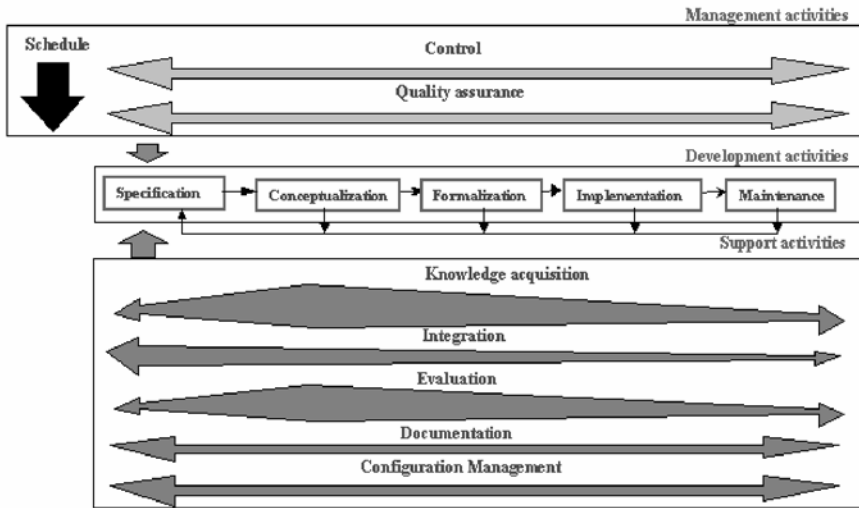 Management activities
Schedule
Control
Quality assurance
Development activities
Specification
Conceptualization
Formalization
Implementation
Maintenance
Support activities
Knowledge acquisition
Integration
Evaluation
Documentation
Configuration Management